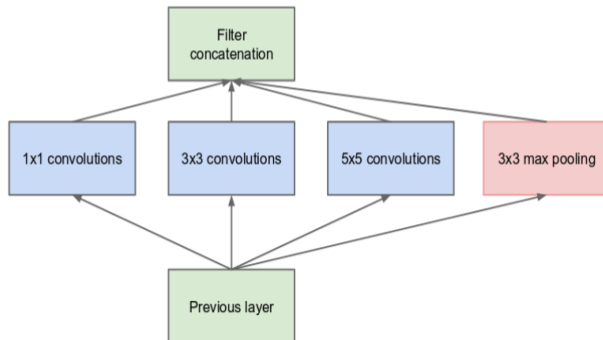 Filter
concatenation
1x1 convolutions
3x3 convolutions
5x5 convolutions
3x3 max pooling
Previous layer